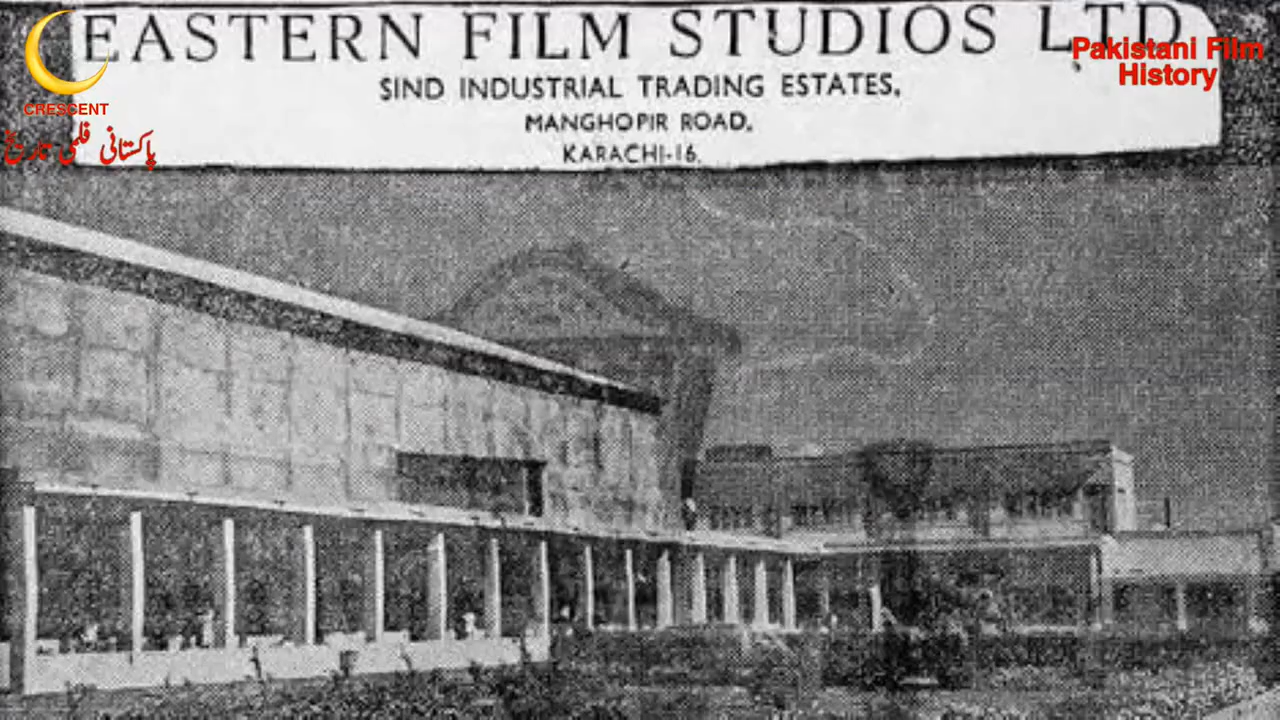 EASTERN FILM STUDIOS LTD
SIND INDUSTRIAL TRADING ESTATES,
MANGHOPIR ROAD,
KARACHI-16.
Pakistani Film
History
CRESCENT
پاکستانی فلمی تاریخ